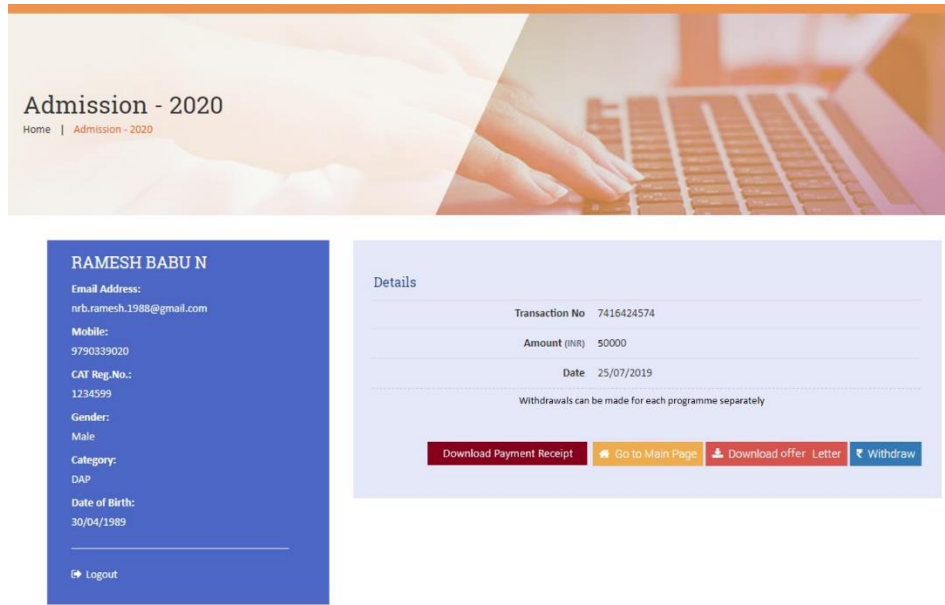 Admission - 2020
Home | Admission - 2020
RAMESH BABU N
Email Address:
nrb.ramesh.1988@gmail.com
Mobile:
9790339020
CAT Reg.No.:
1234599
Gender:
Male
Category:
DAP
Date of Birth:
30/04/1989
Logout
Details
Transaction No 7416424574
Amount (INR) 50000
Date 25/07/2019
Withdrawals can be made for each programme separately
Download Payment Receipt Go to Main Page Download offer Letter ₹ Withdraw